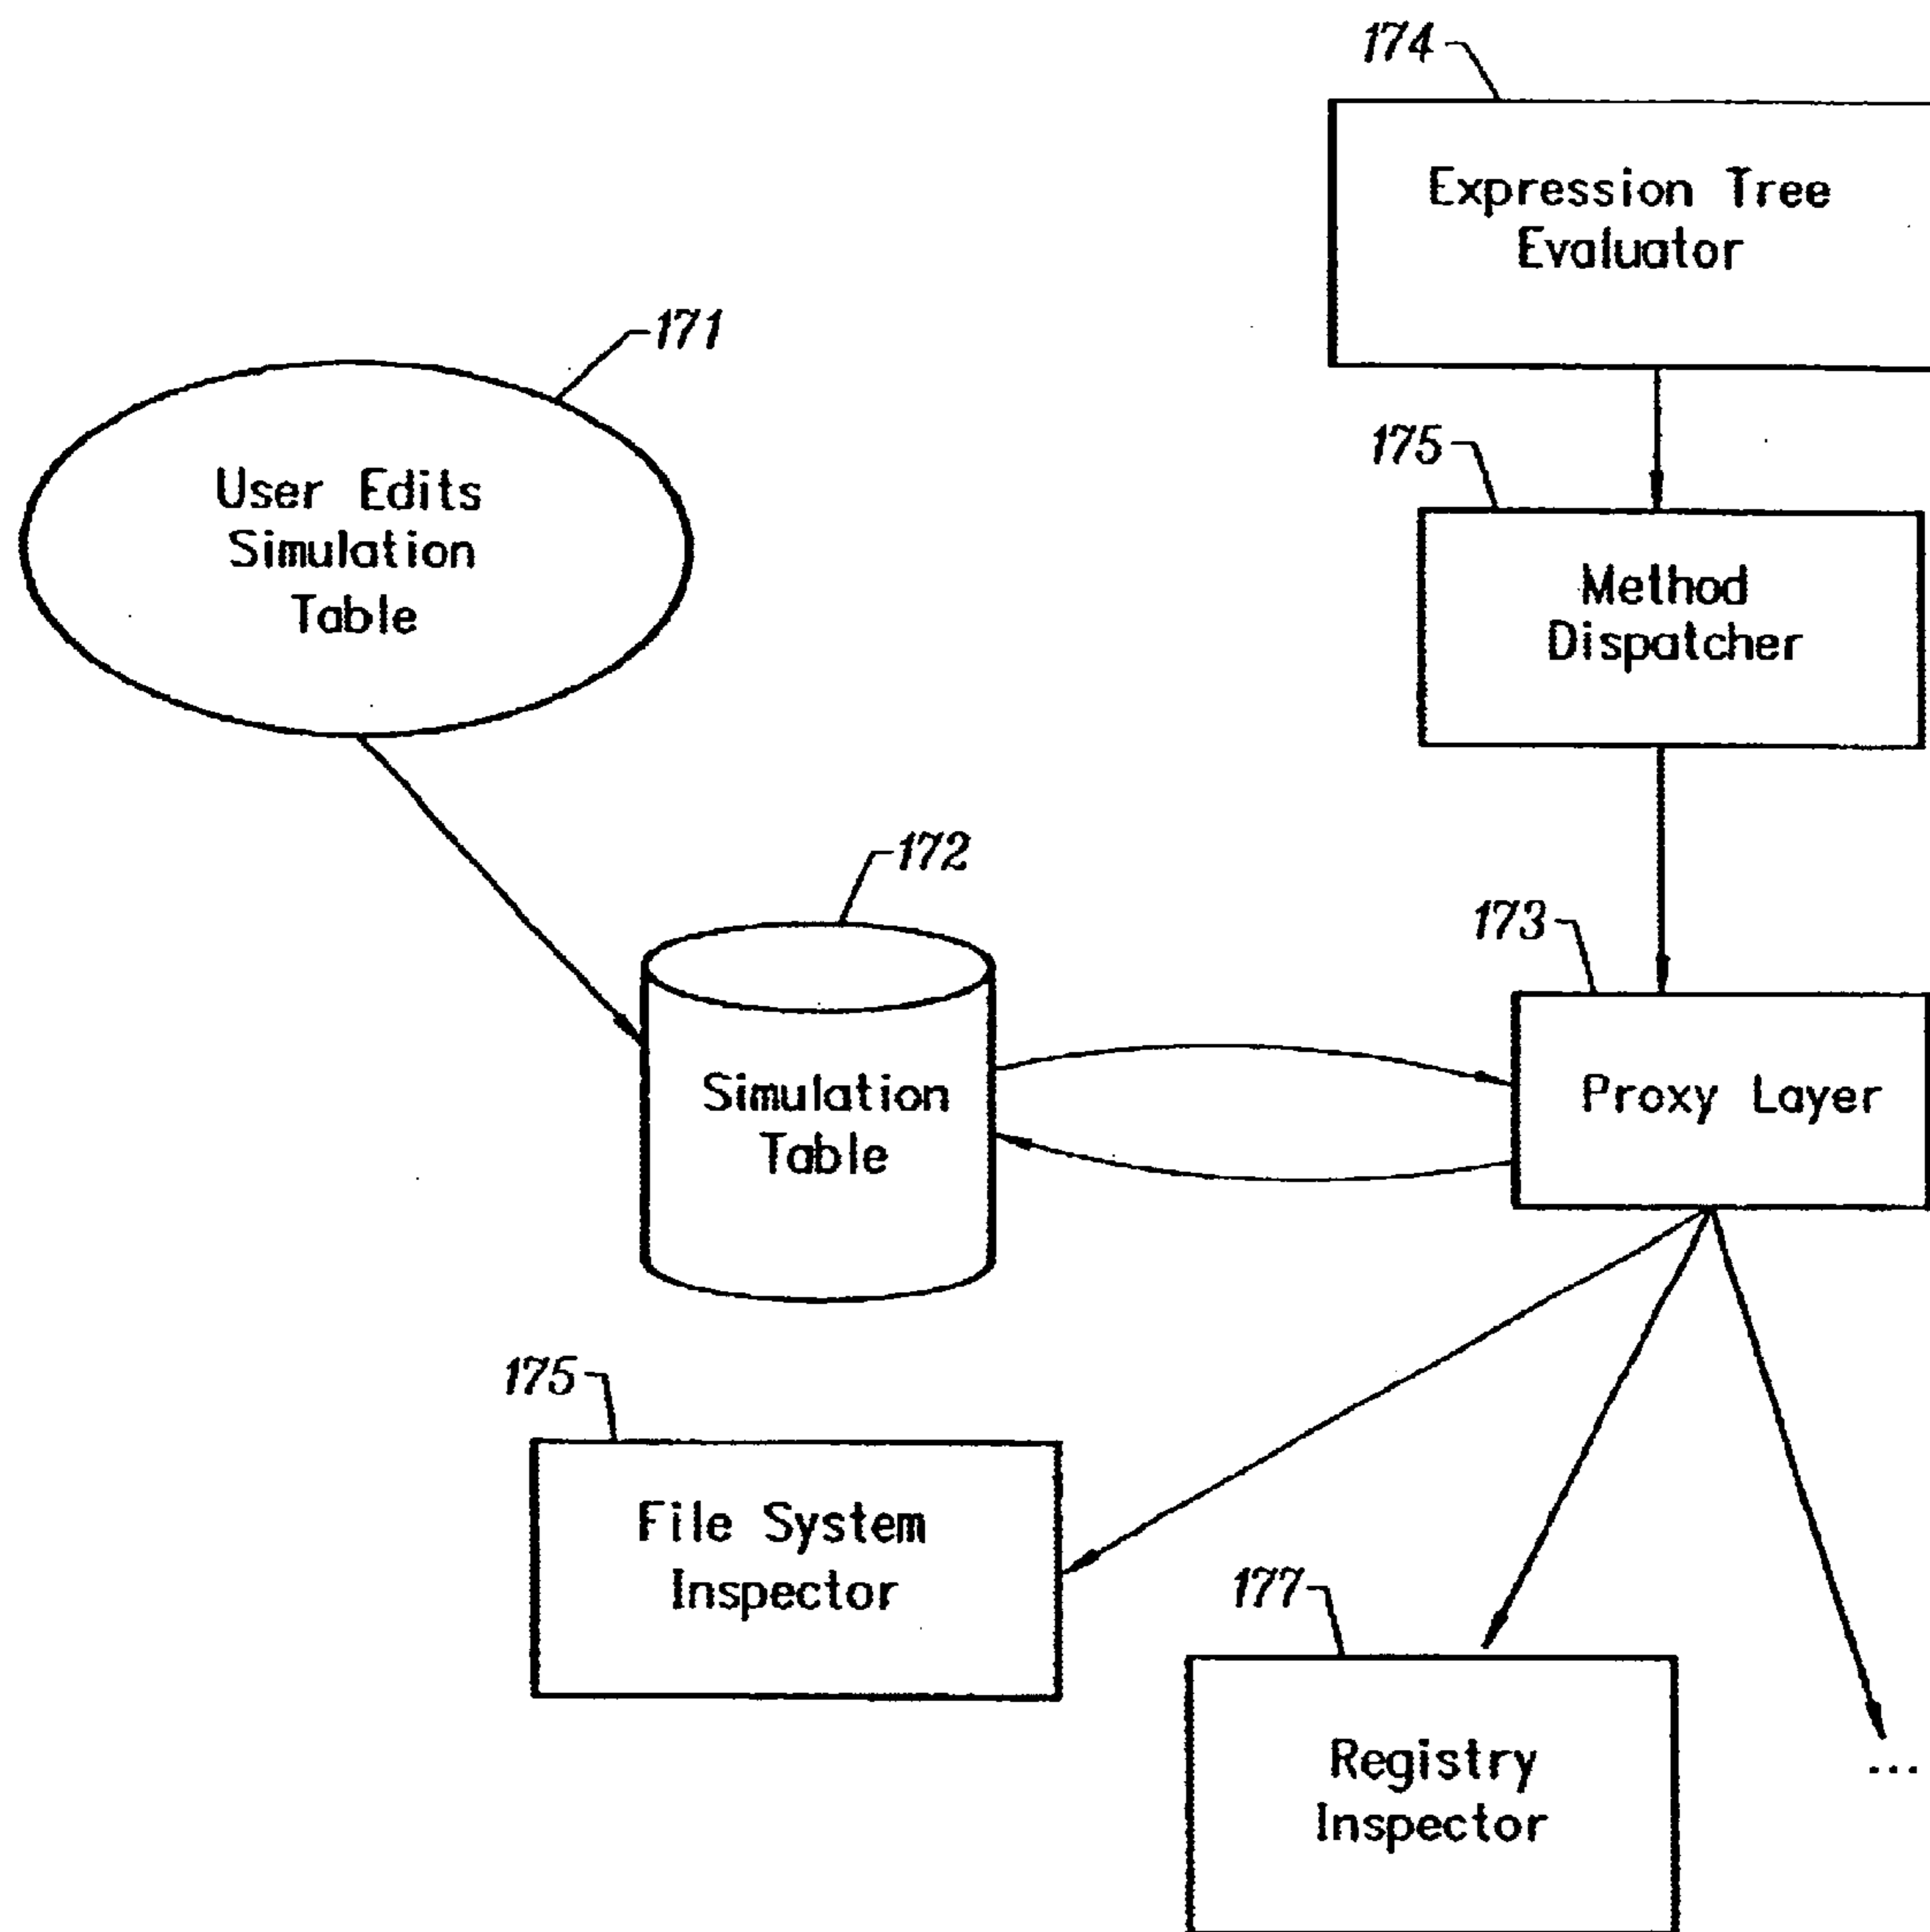 174
Expression Tree
Evaluator
171
User Edits
Simulation
Table
175
Method
Dispatcher
172
Simulation
Table
173
Proxy Layer
175
File System
Inspector
177
Registry
Inspector
...